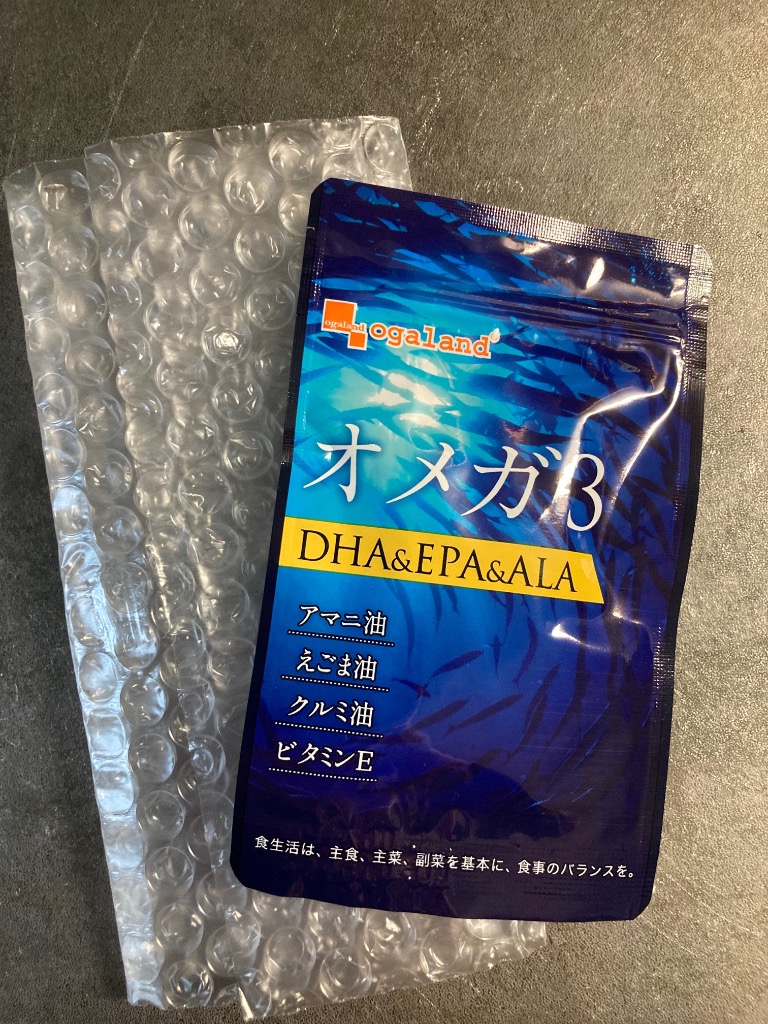 ogaland
ogaland
オメガ3
DHA&EPA&ALA
アマニ油
えごま油
クルミ油
ビタミンE
食生活は、主食、主菜、副菜を基本に、食事のバランスを。